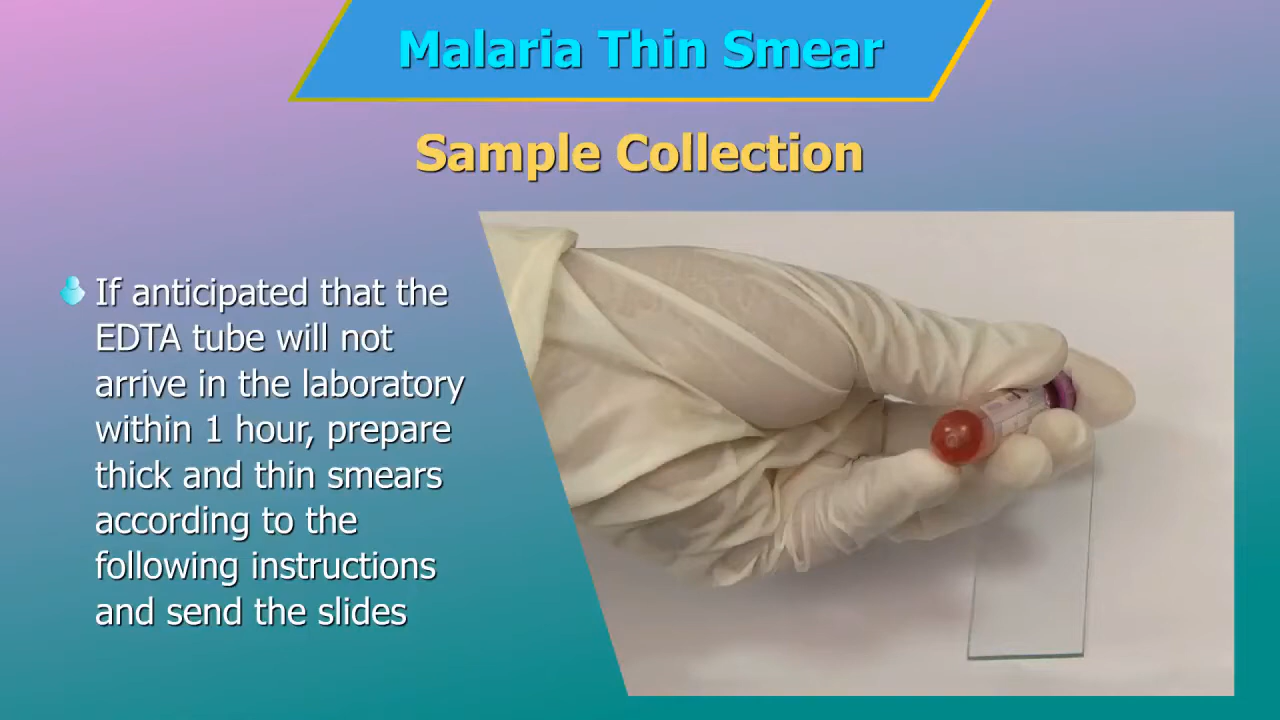 Malaria Thin Smear
Sample Collection
If anticipated that the
EDTA tube will not
arrive in the laboratory
within 1 hour, prepare
thick and thin smears
according to the
following instructions
and send the slides